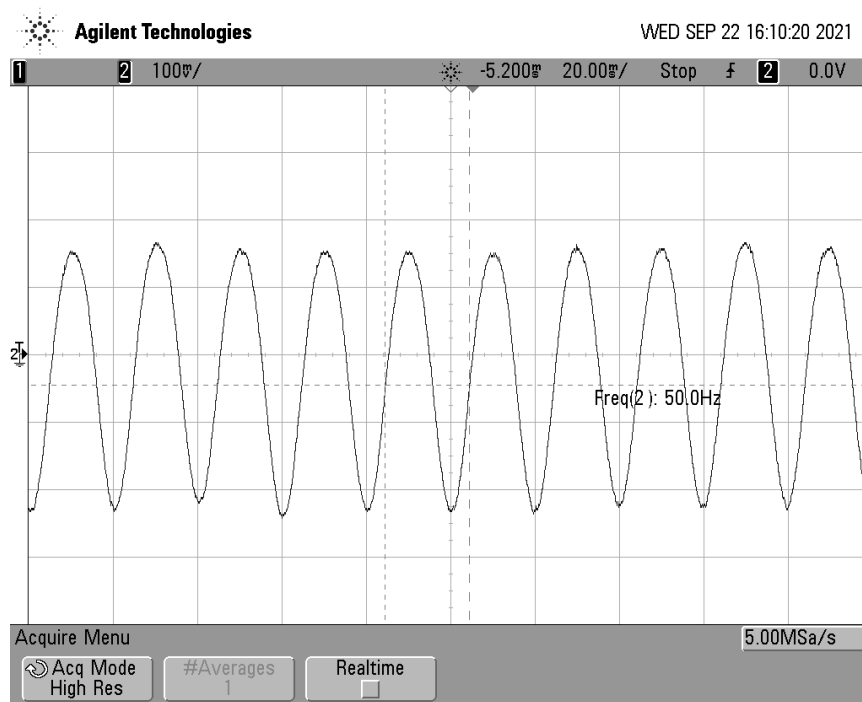 Agilent Technologies WED SEP 22 16:10:20 2021
1 2 100mV/ -5.200ms 20.00ms/ Stop 2 0.0V
2
T
Freq(2): 50.0Hz
Acquire Menu 5.00MSa/s
Acq Mode #Averages Realtime
High Res 1